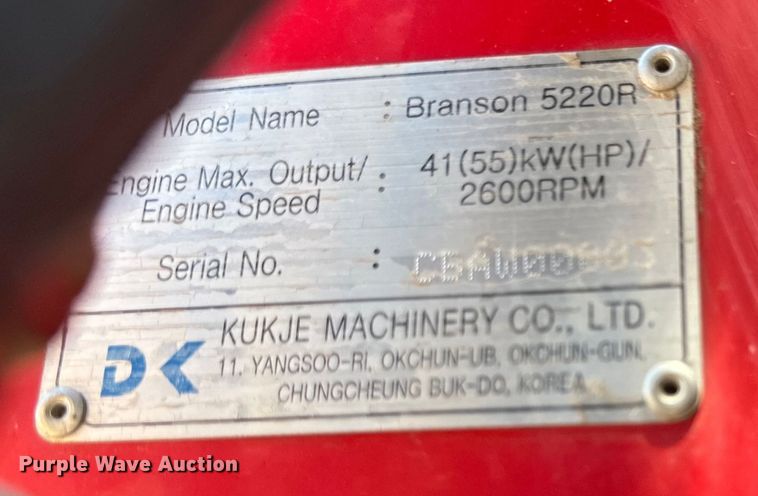 Model Name : Branson 5220R
Engine Max. Output/ : 41(55)kW(HP)/
Engine Speed 2600RPM
Serial No. :
DK KUKJE MACHINERY CO., LTD.
11, YANGSOO-RI, OKCHUN-UB, OKCHUN-GUN,
CHUNGCHEUNG BUK-DO, KOREA
Purple Wave Auction